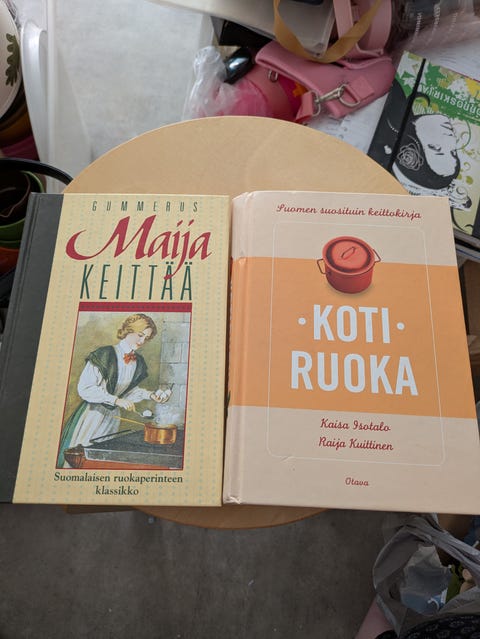 GUMMERUS
Maija
KEITTÄÄ
Suomalaisen ruokaperinteen
klassikko
Suomen suosituin keittokirja
• KOTI •
RUOKA
Kaisa Isotalo
Raija Kuittinen
Otava